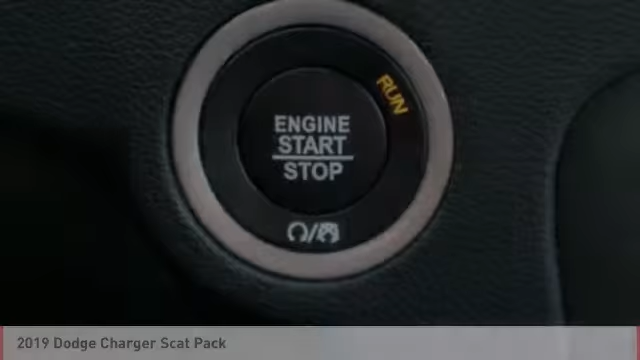 RUN
ENGINE
START
STOP
/
2019 Dodge Charger Scat Pack